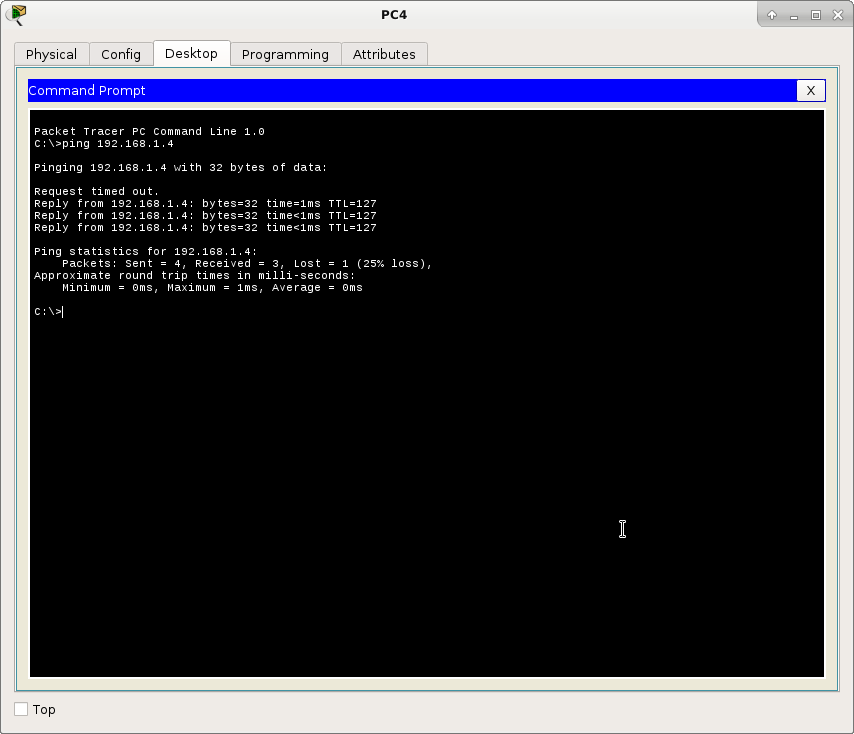 PC4
Physical Config Desktop Programming Attributes
Command Prompt X
Packet Tracer PC Command Line 1.0
C:\>ping 192.168.1.4
Pinging 192.168.1.4 with 32 bytes of data:
Request timed out.
Reply from 192.168.1.4: bytes=32 time=1ms TTL=127
Reply from 192.168.1.4: bytes=32 time<1ms TTL=127
Reply from 192.168.1.4: bytes=32 time<1ms TTL=127
Ping statistics for 192.168.1.4:
    Packets: Sent = 4, Received = 3, Lost = 1 (25% loss),
Approximate round trip times in milli-seconds:
    Minimum = 0ms, Maximum = 1ms, Average = 0ms
C:\>
Top